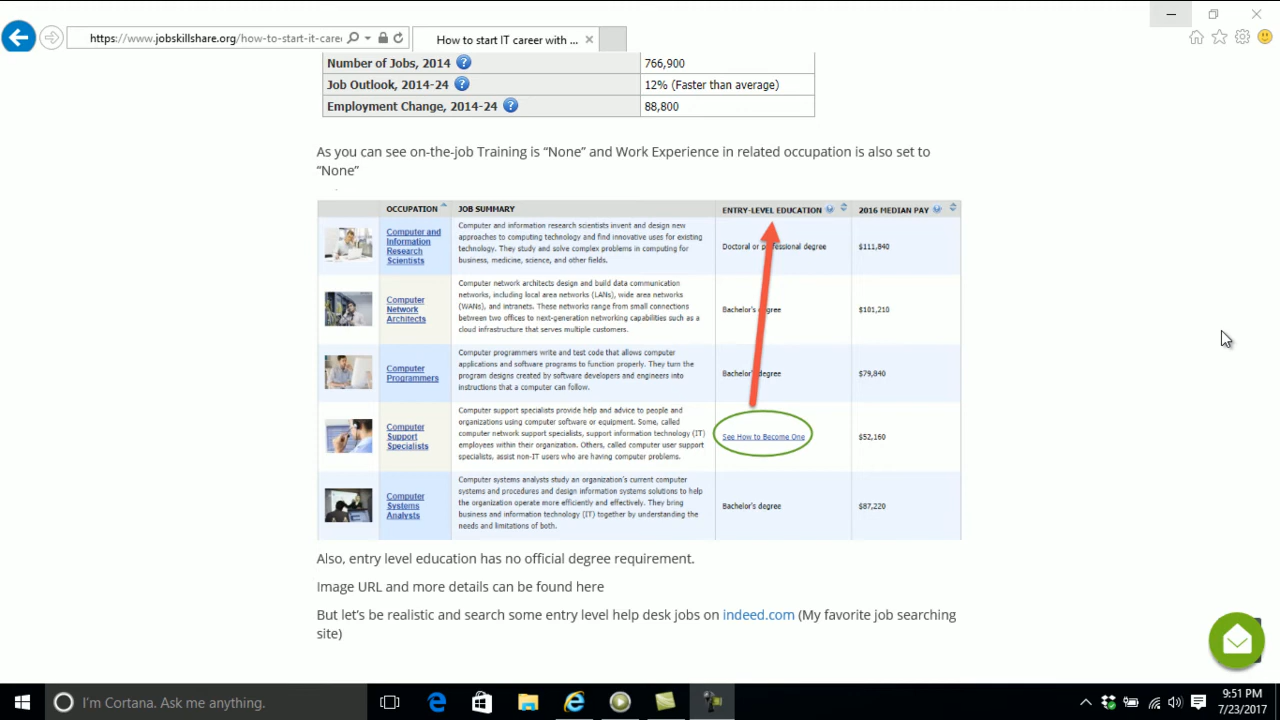 https://www.jobskillshare.org/how-to-start-it-care
How to start IT career with ...
Number of Jobs, 2014 ? 766,900
Job Outlook, 2014-24 ? 12% (Faster than average)
Employment Change, 2014-24 ? 88,800
As you can see on-the-job Training is “None” and Work Experience in related occupation is also set to
“None”
OCCUPATION JOB SUMMARY ENTRY-LEVEL EDUCATION 2016 MEDIAN PAY
Computer and
Information
Research
Scientists
Computer and information research scientists invent and design new
approaches to computing technology and find innovative uses for existing
technology. They study and solve complex problems in computing for
business, medicine, science, and other fields.
Doctoral or professional degree
$111,840
Computer
Network
Architects
Computer network architects design and build data communication
networks, including local area networks (LANs), wide area networks
(WANs), and intranets. These networks range from small connections
between two offices to next-generation networking capabilities such as a
cloud infrastructure that serves multiple customers.
Bachelor's degree
$101,210
Computer
Programmers
Computer programmers write and test code that allows computer
applications and software programs to function properly. They turn the
program designs created by software developers and engineers into
instructions that a computer can follow.
Bachelor's degree
$79,840
Computer
Support
Specialists
Computer support specialists provide help and advice to people and
organizations using computer software or equipment. Some, called
computer network support specialists, support information technology (IT)
employees within their organization. Others, called computer user support
specialists, assist non-IT users who are having computer problems.
See How to Become One
$52,160
Computer
Systems
Analysts
Computer systems analysts study an organization's current computer
systems and procedures and design information systems solutions to help
the organization operate more efficiently and effectively. They bring
business and information technology (IT) together by understanding the
needs and limitations of both.
Bachelor's degree
$87,220
Also, entry level education has no official degree requirement.
Image URL and more details can be found here
But let’s be realistic and search some entry level help desk jobs on indeed.com (My favorite job searching
site)
I'm Cortana. Ask me anything.
9:51 PM
7/23/2017